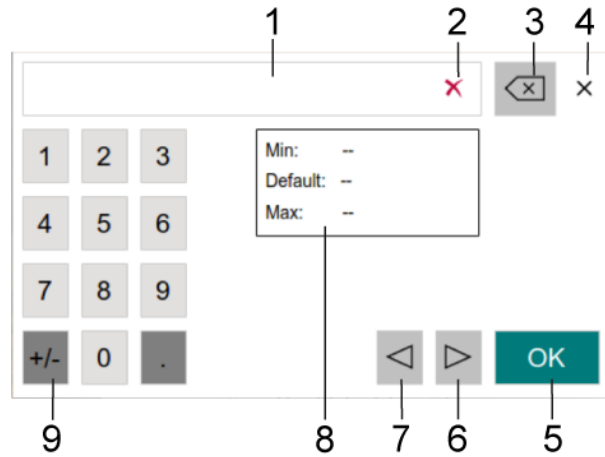 1 2 3 4
1 2 3
Min: --
Default: --
Max: --
4 5 6
7 8 9
+/- 0 .
OK
9 8 7 6 5